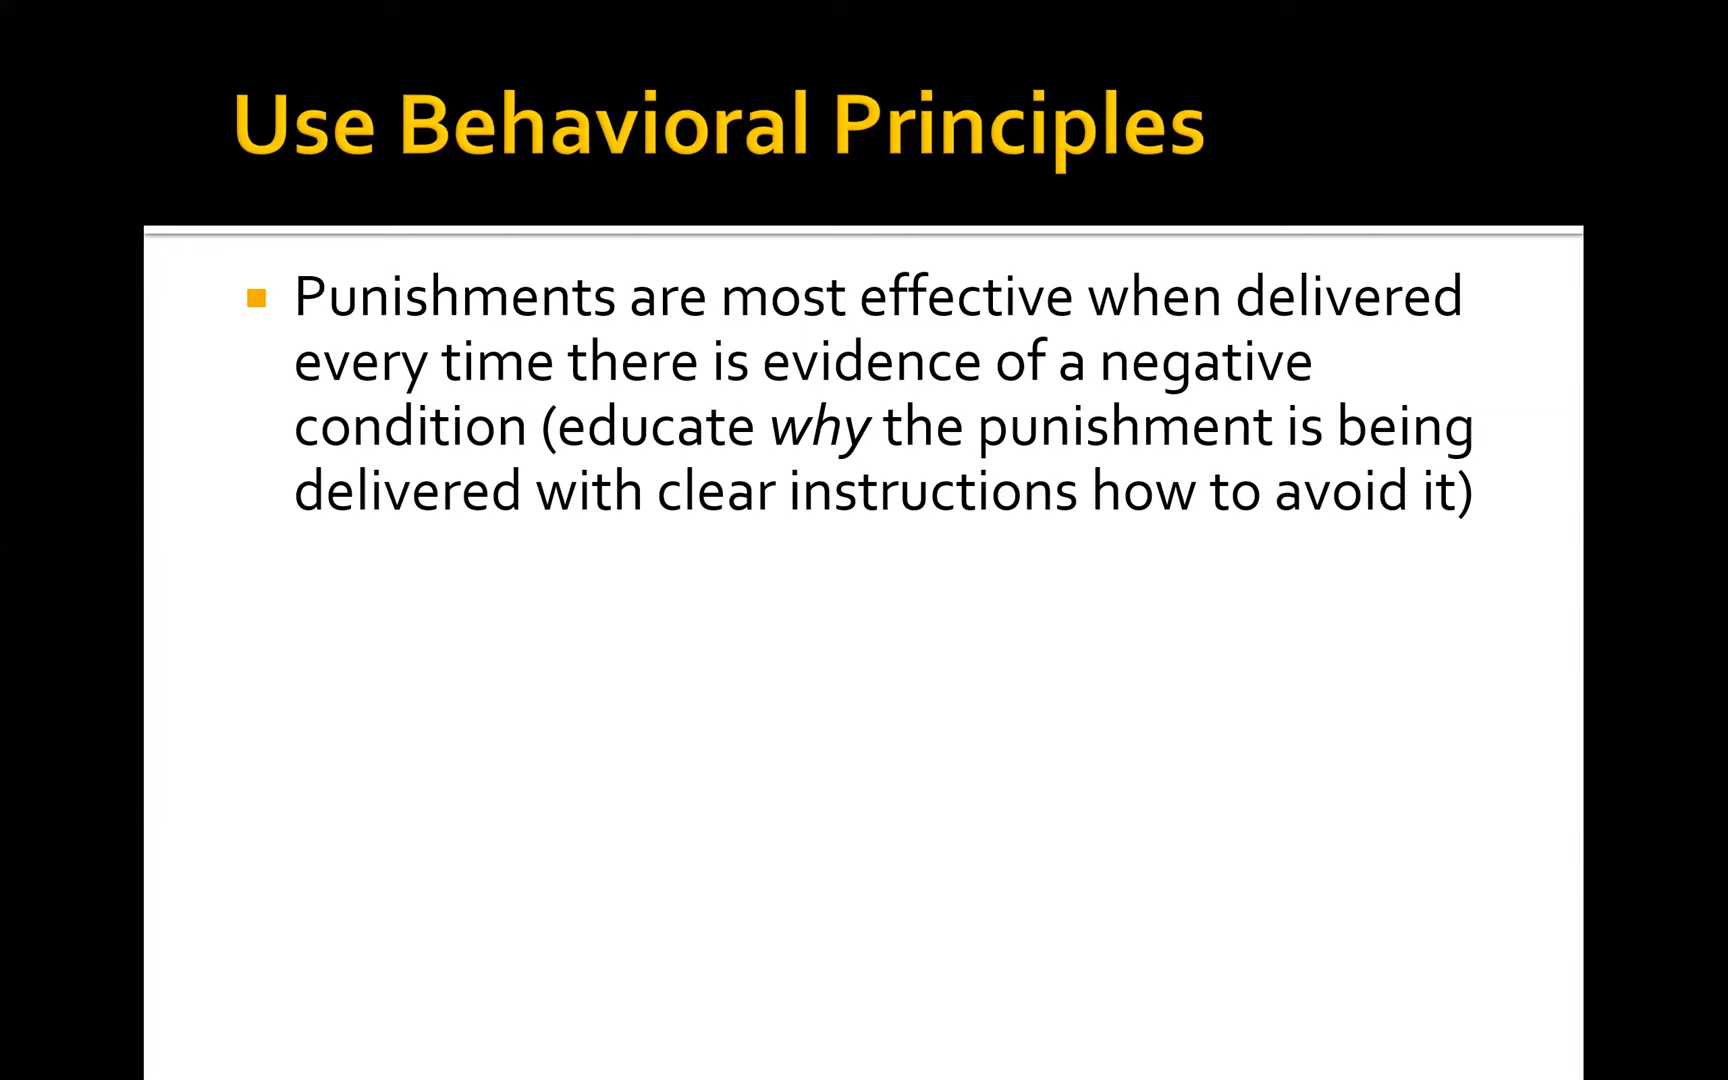 Use Behavioral Principles
Punishments are most effective when delivered
every time there is evidence of a negative
condition (educate why the punishment is being
delivered with clear instructions how to avoid it)